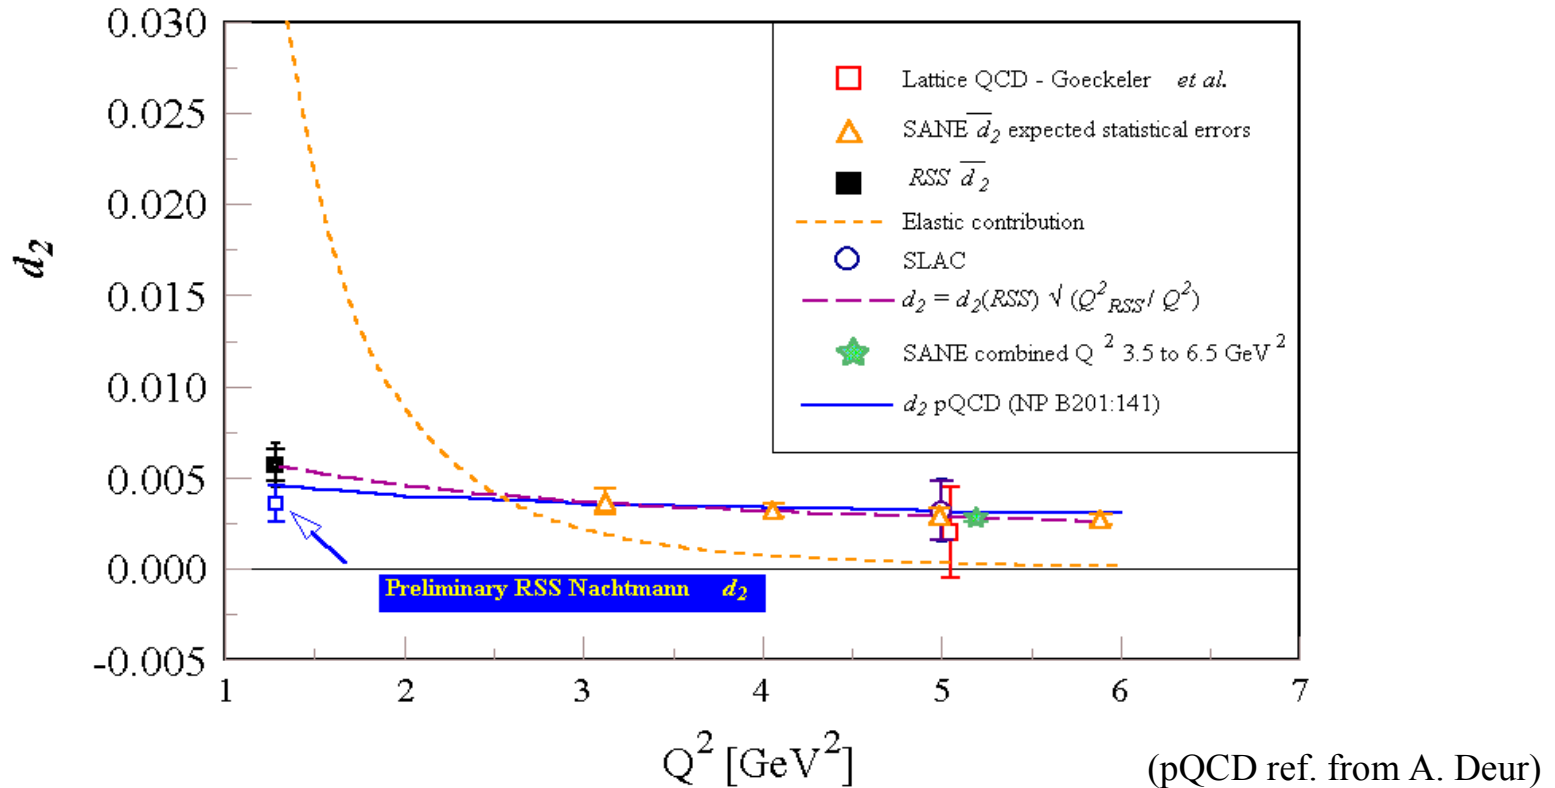 0.030
0.025
0.020
0.015
0.010
0.005
0.000
-0.005
d2
Lattice QCD - Goeckeler et al.
SANE d2 expected statistical errors
RSS d2
Elastic contribution
SLAC
d2 = d2(RSS) √ (Q2RSS/ Q2)
SANE combined Q 2 3.5 to 6.5 GeV2
d2 pQCD (NP B201:141)
Preliminary RSS Nachtmann d2
1 2 3 4 5 6 7
Q2 [GeV2]
(pQCD ref. from A. Deur)